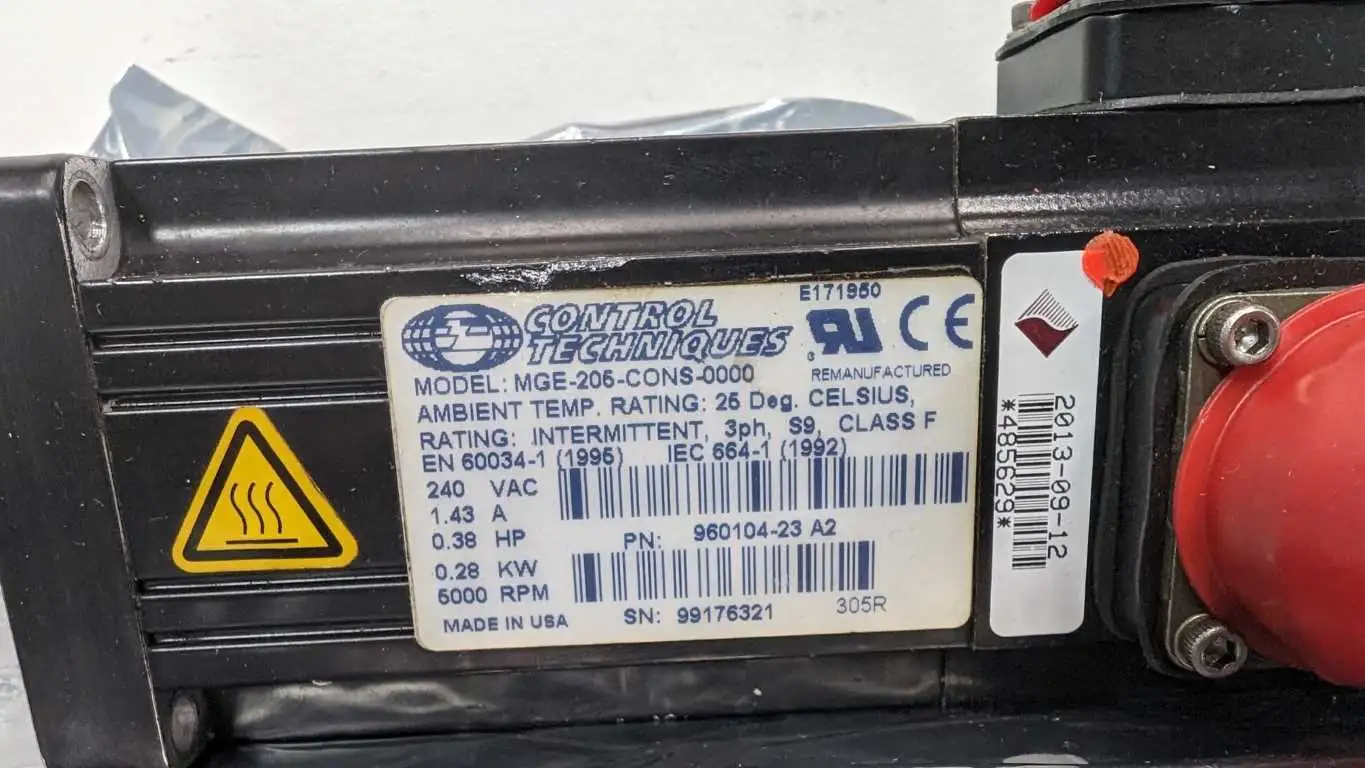 CONTROL
TECHNIQUES
E171950
RU CE
REMANUFACTURED
MODEL: MGE-205-CONS-0000
AMBIENT TEMP. RATING: 25 Deg. CELSIUS,
RATING: INTERMITTENT, 3ph, S9, CLASS F
EN 60034-1 (1995) IEC 664-1 (1992)
240 VAC
1.43 A
0.38 HP
PN: 960104-23 A2
0.28 KW
5000 RPM
MADE IN USA
SN: 99176321
305R
2013-09-12
*485629*